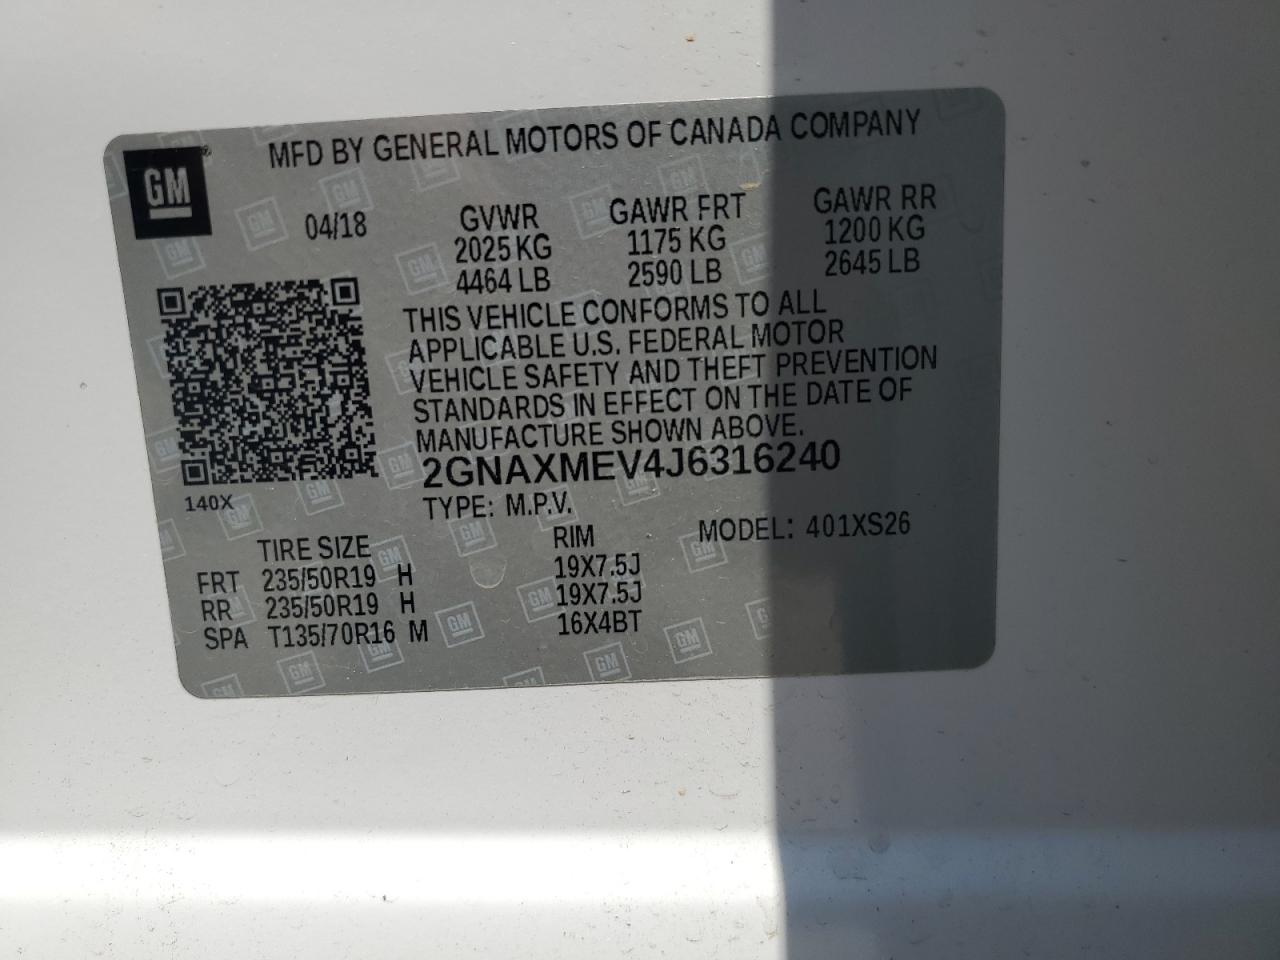 MFD BY GENERAL MOTORS OF CANADA COMPANY
GM
04/18
GVWR GAWR FRT GAWR RR
2025 KG 1175 KG 1200 KG
4464 LB 2590 LB 2645 LB
THIS VEHICLE CONFORMS TO ALL
APPLICABLE U.S. FEDERAL MOTOR
VEHICLE SAFETY AND THEFT PREVENTION
STANDARDS IN EFFECT ON THE DATE OF
MANUFACTURE SHOWN ABOVE.
2GNAXMEV4J6316240
140X
TYPE: M.P.V.
MODEL: 401XS26
TIRE SIZE RIM
FRT 235/50R19 H 19X7.5J
RR 235/50R19 H 19X7.5J
SPA T135/70R16 M 16X4BT